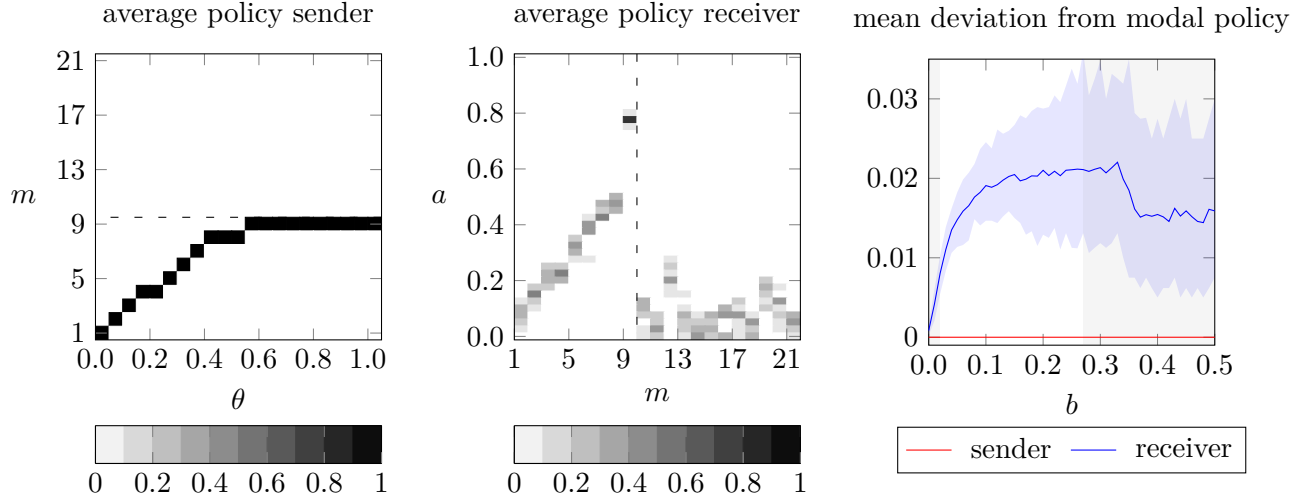 average policy sender
21
17
13
9
5
1
m
0.0 0.2 0.4 0.6 0.8 1.0
θ
0 0.2 0.4 0.6 0.8 1
average policy receiver
1.0
0.8
0.6
0.4
0.2
0.0
a
1 5 9 13 17 21
m
0 0.2 0.4 0.6 0.8 1
mean deviation from modal policy
0.03
0.02
0.01
0
0.0 0.1 0.2 0.3 0.4 0.5
b
sender receiver